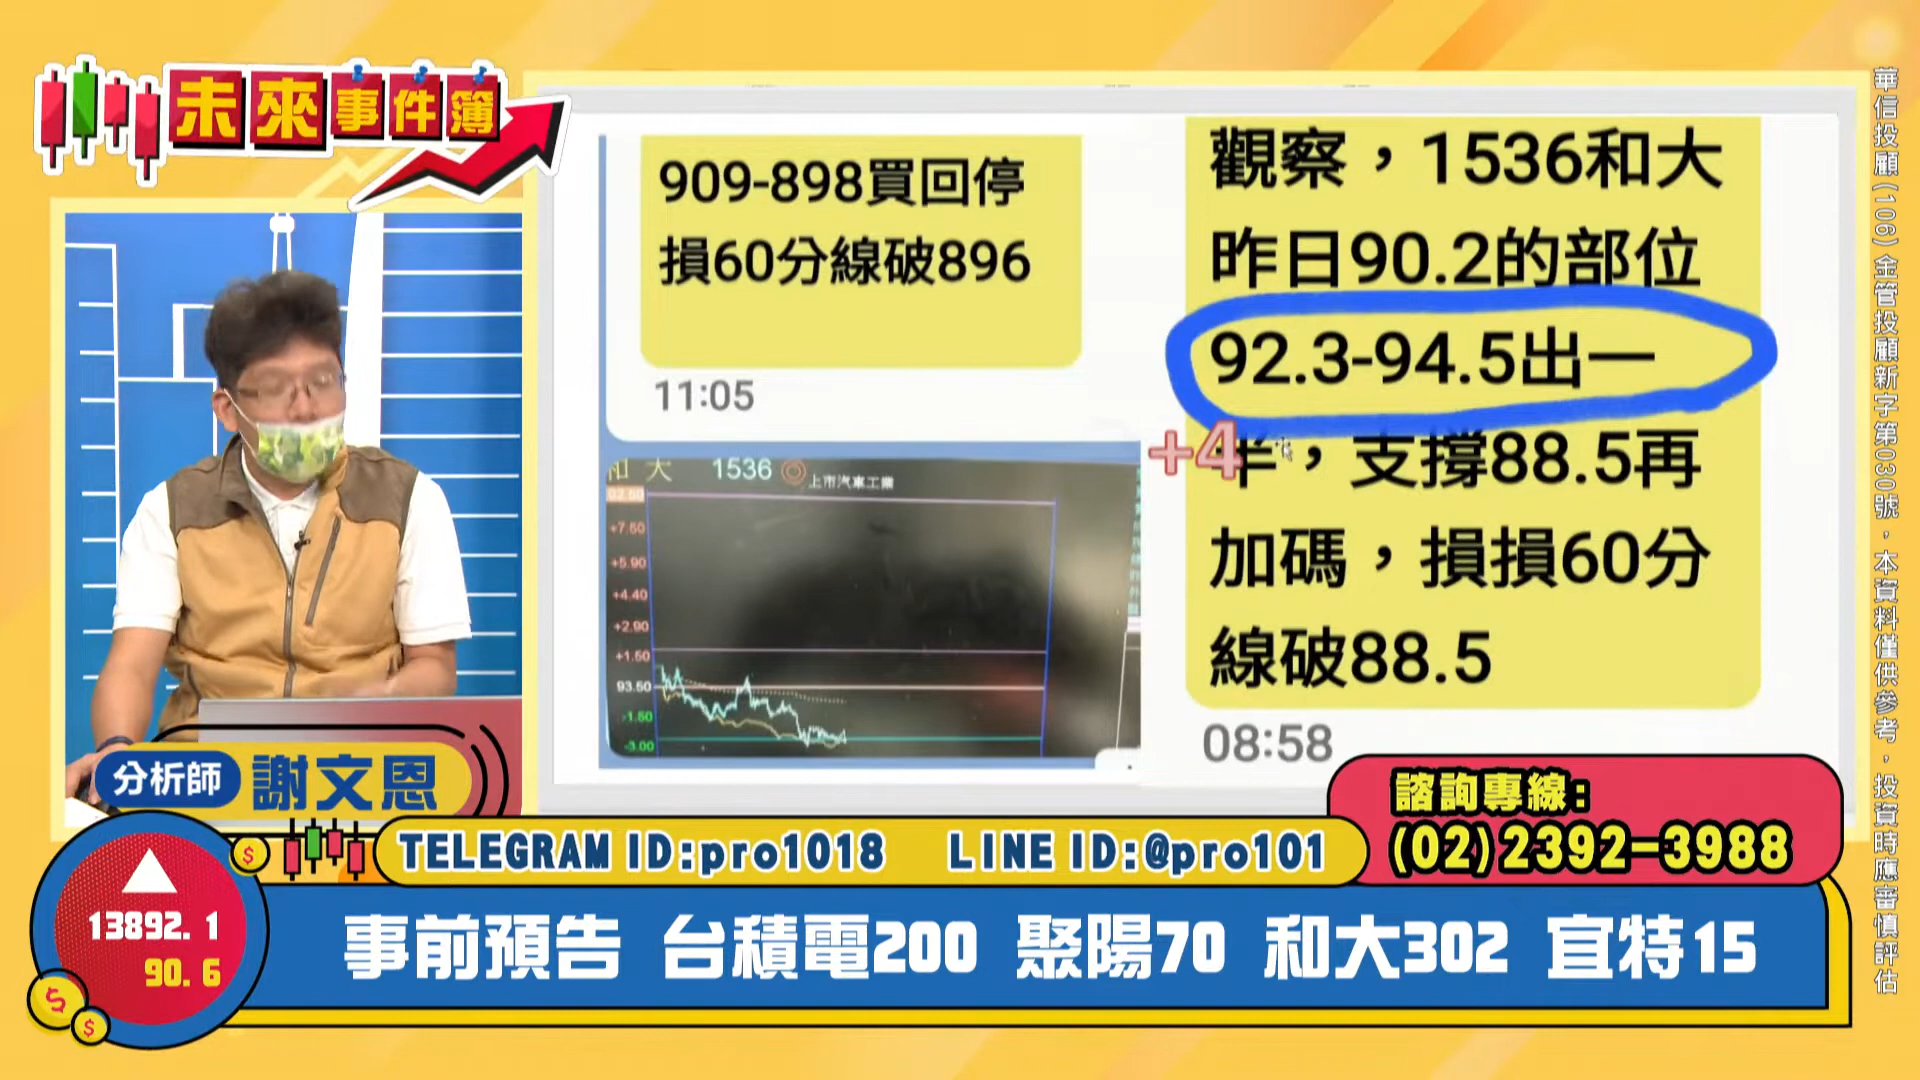 未來事件簿
909-898買回停
損60分線破896
11:05
和大 1536 上市汽車工業
+7.50
+5.90
+4.40
+2.90
+1.50
93.50
-1.50
-3.00
觀察，1536和大
昨日90.2的部位
92.3-94.5出一
+4
半，支撐88.5再
加碼，損損60分
線破88.5
08:58
華信投顧(106)金管投顧新字第030號，本資料僅供參考，投資時應審慎評估
分析師 謝文恩
諮詢專線:
(02)2392-3988
TELEGRAM ID:pro1018 LINE ID:@pro101
13892.1
90.6
事前預告 台積電200 聚陽70 和大302 宜特15